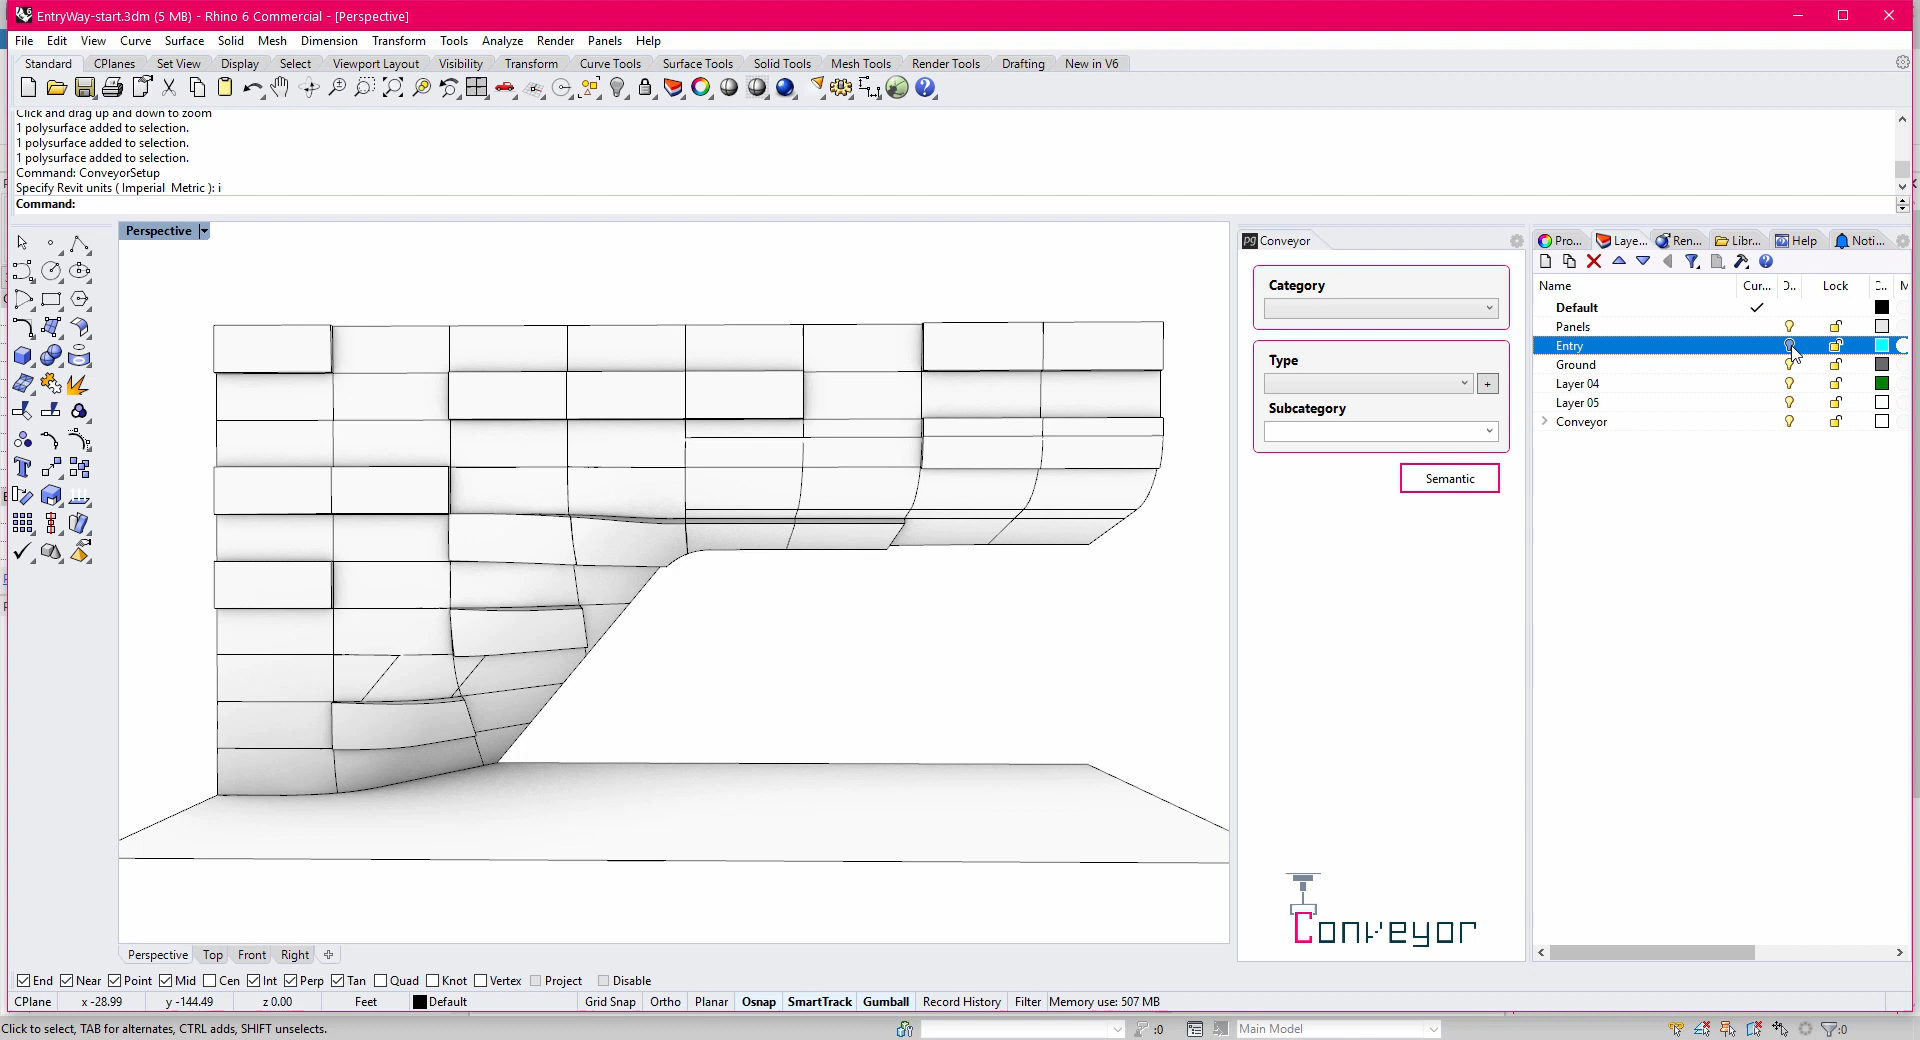 EntryWay-start.3dm (5 MB) - Rhino 6 Commercial - [Perspective]
File Edit View Curve Surface Solid Mesh Dimension Transform Tools Analyze Render Panels Help
Standard CPlanes Set View Display Select Viewport Layout Visibility Transform Curve Tools Surface Tools Solid Tools Mesh Tools Render Tools Drafting New in V6
Click and drag up and down to zoom
1 polysurface added to selection.
1 polysurface added to selection.
1 polysurface added to selection.
Command: ConveyorSetup
Specify Revit units ( Imperial Metric ): i
Command:
Perspective
pg Conveyor
Category
Type
+
Subcategory
Semantic
Conveyor
Pro... Laye... Ren... Libr... Help Noti...
Name Cur... Lock
Default
Panels
Entry
Ground
Layer 04
Layer 05
Conveyor
Perspective Top Front Right
End Near Point Mid Cen Int Perp Tan Quad Knot Vertex Project Disable
CPlane x -28.99 y -144.49 z 0.00 Feet Default Grid Snap Ortho Planar Osnap SmartTrack Gumball Record History Filter Memory use: 507 MB
Click to select, TAB for alternates, CTRL adds, SHIFT unselects. :0 Main Model :0